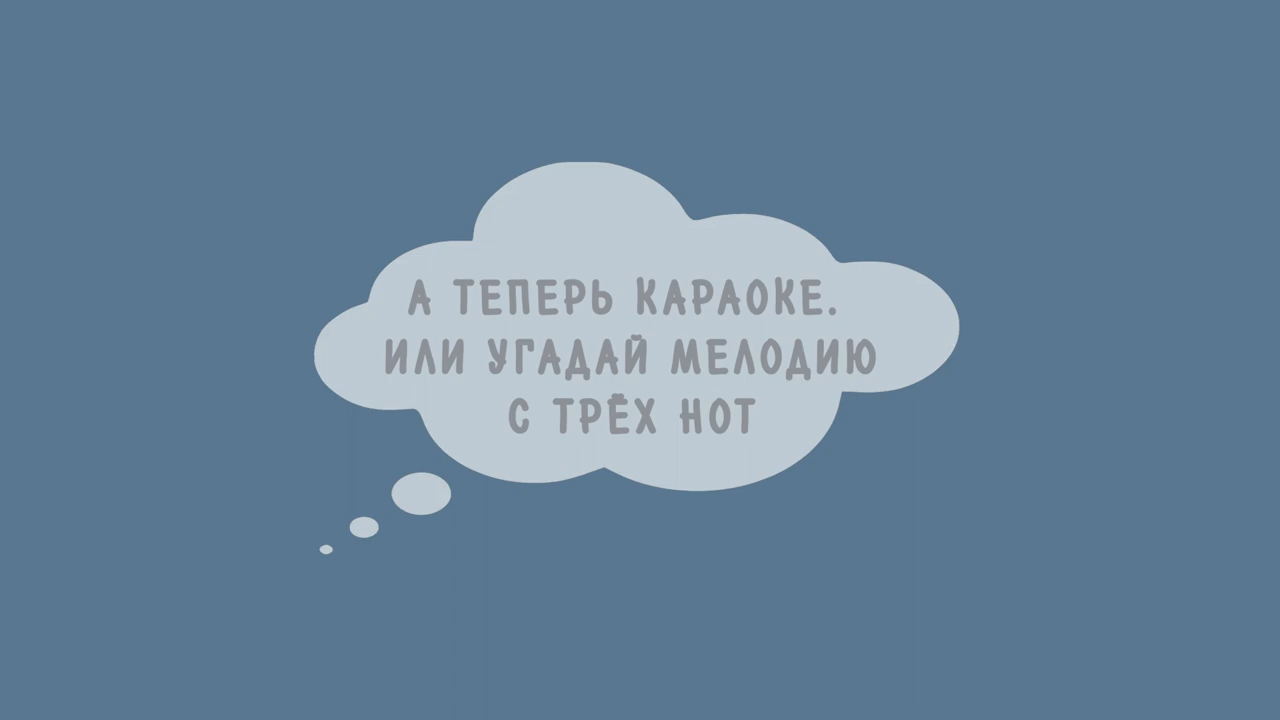 А ТЕПЕРЬ КАРАОКЕ.
ИЛИ УГАДАЙ МЕЛОДИЮ
С ТРЁХ НОТ